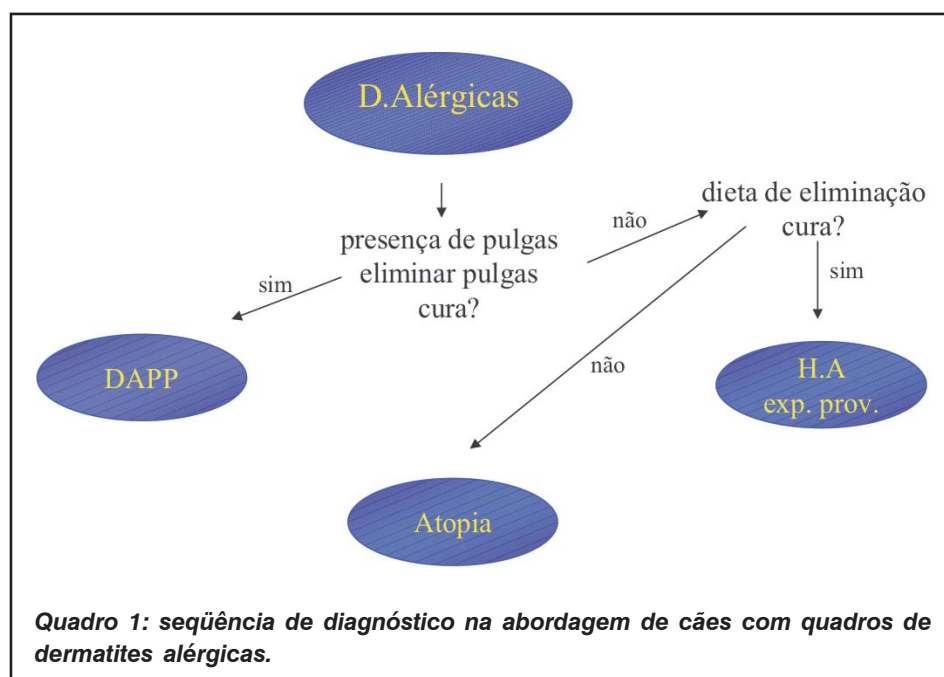 D.Alérgicas
presença de pulgas
eliminar pulgas
cura?
sim
não
dieta de eliminação
cura?
sim
não
DAPP
H.A
exp. prov.
Atopia
Quadro 1: seqüência de diagnóstico na abordagem de cães com quadros de
dermatites alérgicas.